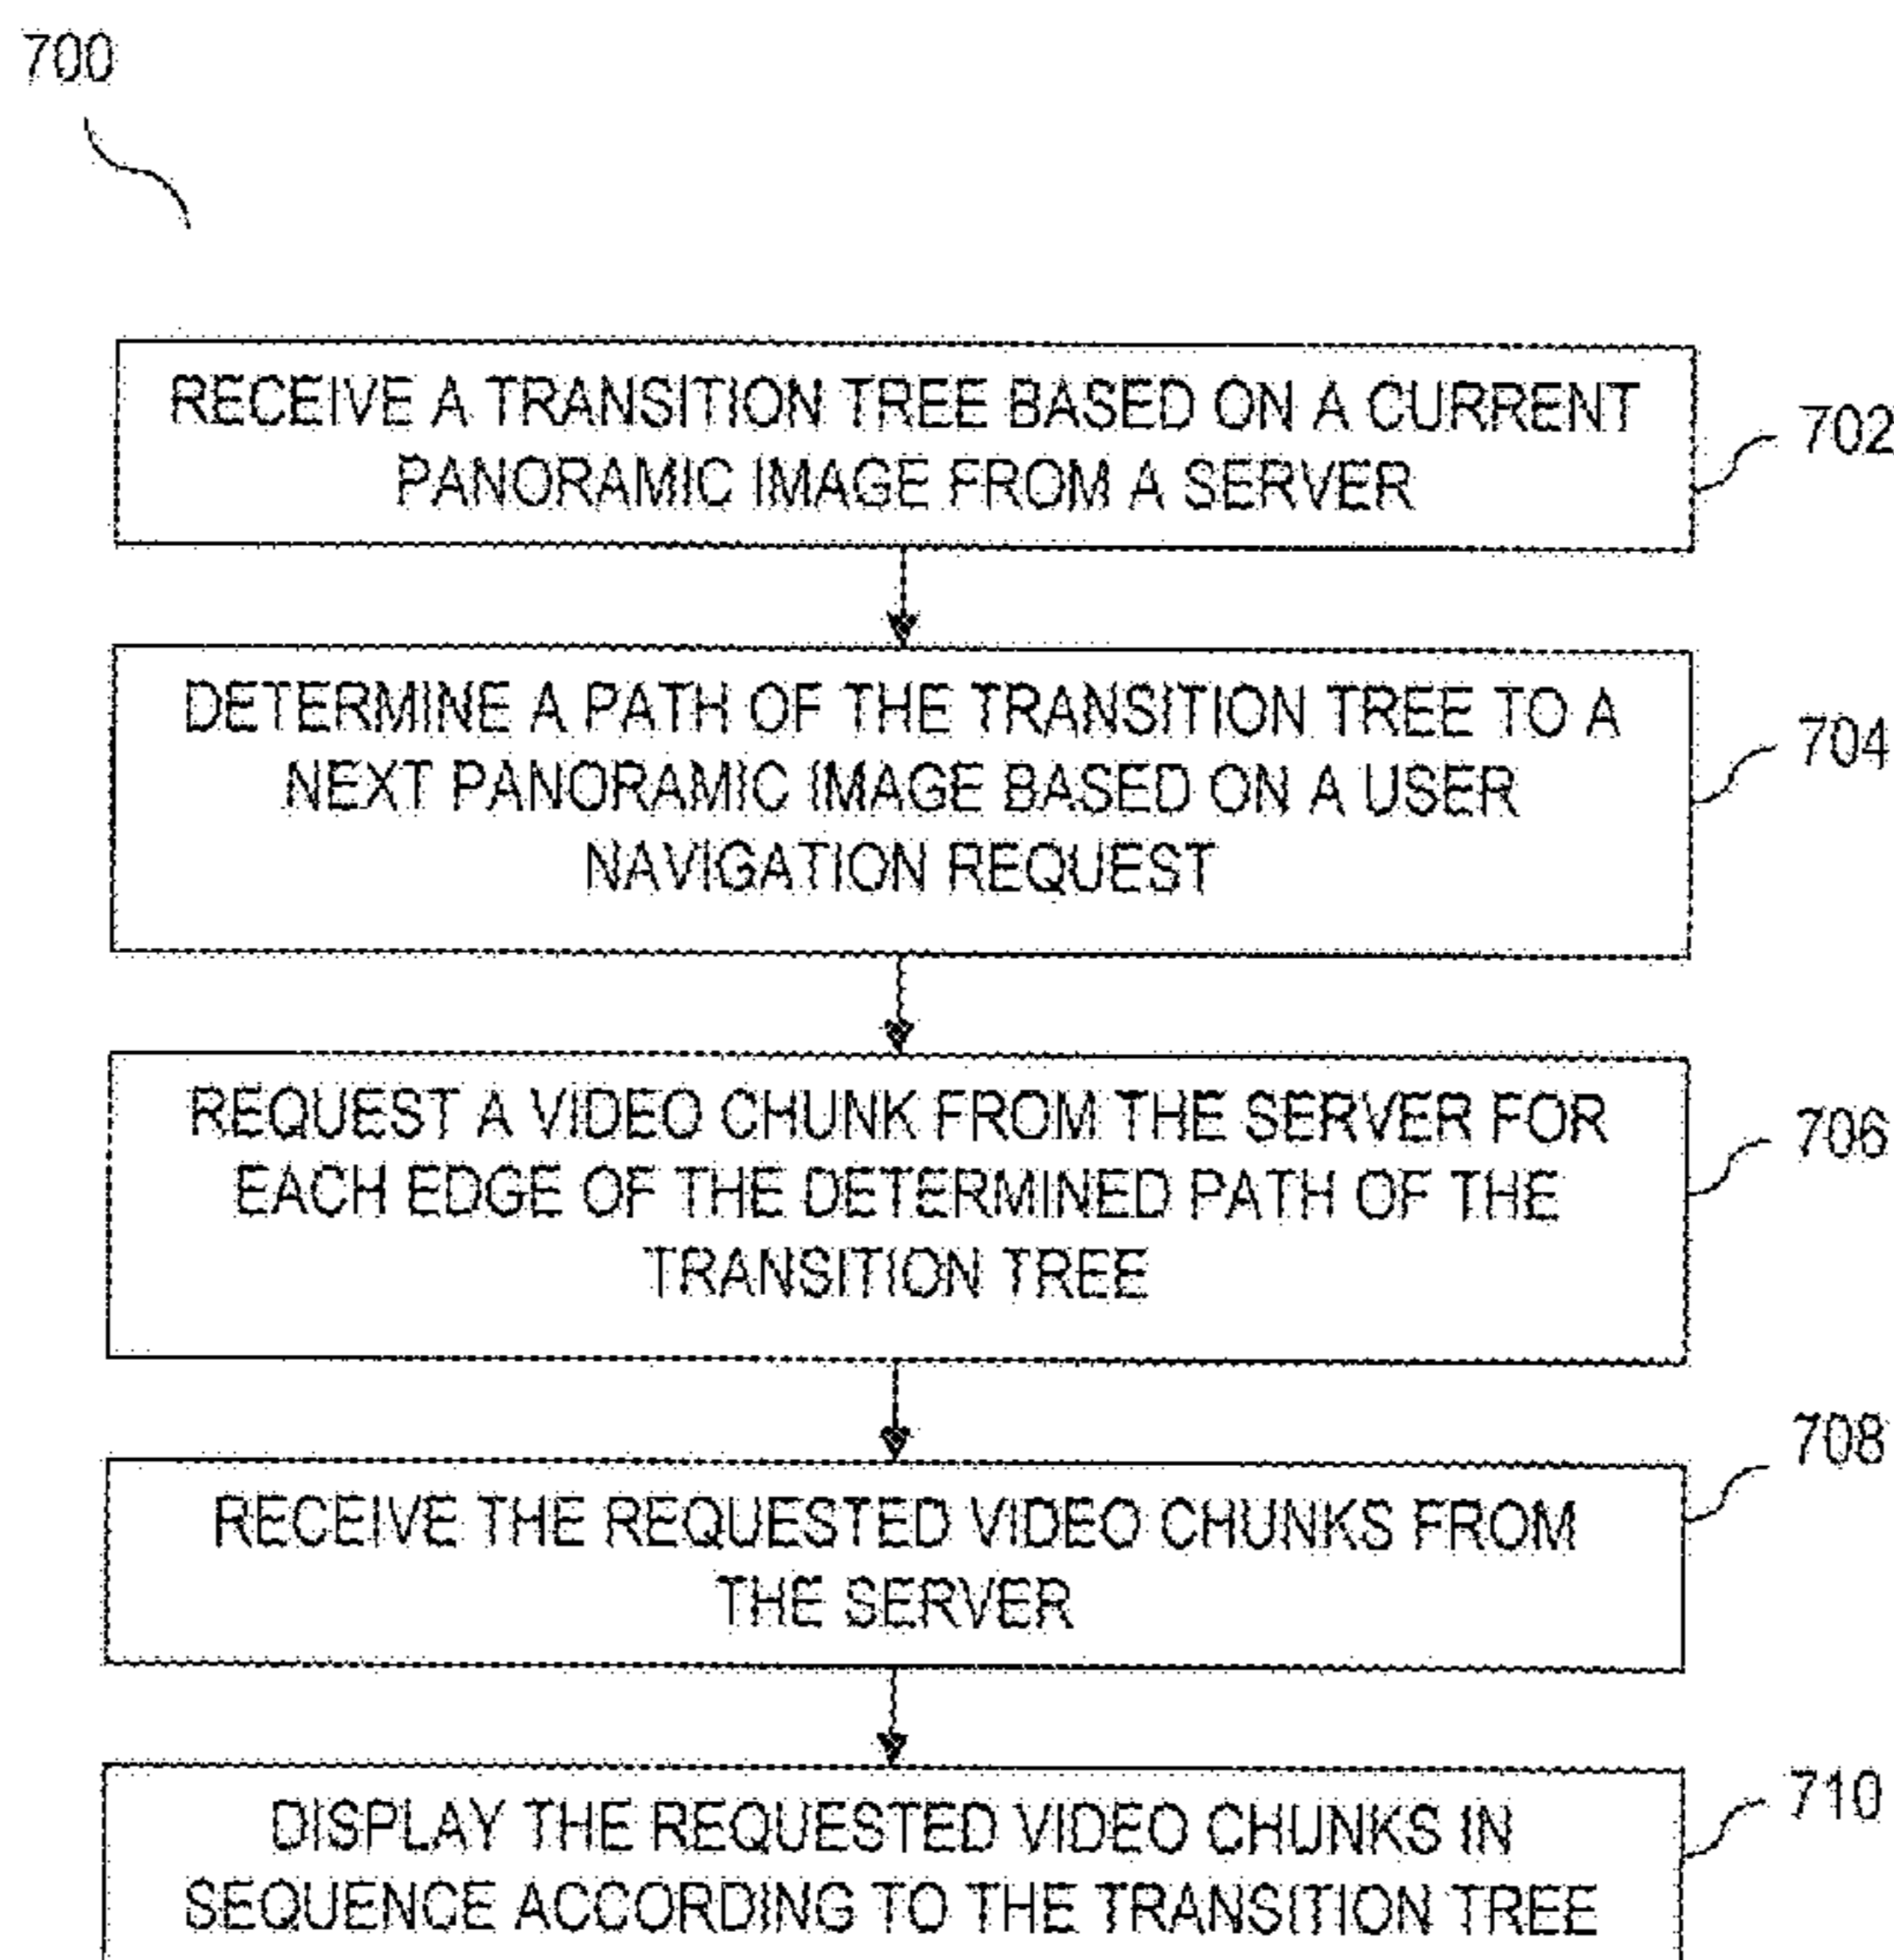 700
RECEIVE A TRANSITION TREE BASED ON A CURRENT
PANORAMIC IMAGE FROM A SERVER
702
DETERMINE A PATH OF THE TRANSITION TREE TO A
NEXT PANORAMIC IMAGE BASED ON A USER
NAVIGATION REQUEST
704
REQUEST A VIDEO CHUNK FROM THE SERVER FOR
EACH EDGE OF THE DETERMINED PATH OF THE
TRANSITION TREE
706
RECEIVE THE REQUESTED VIDEO CHUNKS FROM
THE SERVER
708
DISPLAY THE REQUESTED VIDEO CHUNKS IN
SEQUENCE ACCORDING TO THE TRANSITION TREE
710